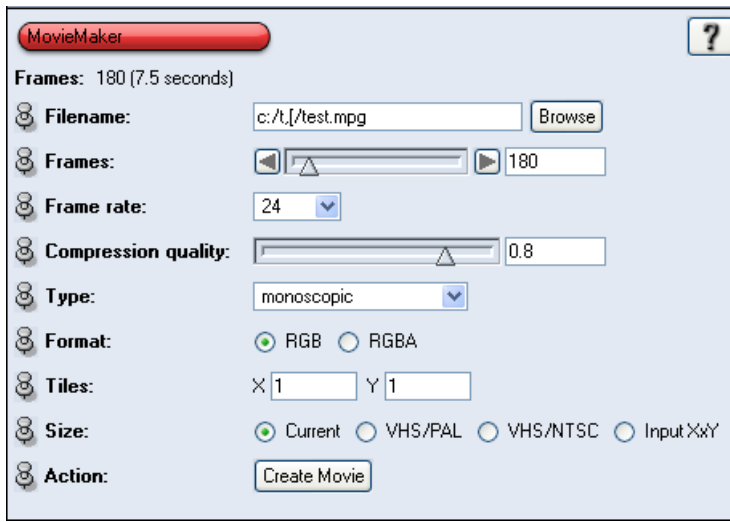 MovieMaker ?
Frames: 180 (7.5 seconds)
Filename: c:/t,[/test.mpg Browse
Frames: 180
Frame rate: 24
Compression quality: 0.8
Type: monoscopic
Format: RGB RGBA
Tiles: X 1 Y 1
Size: Current VHS/PAL VHS/NTSC Input XxY
Action: Create Movie